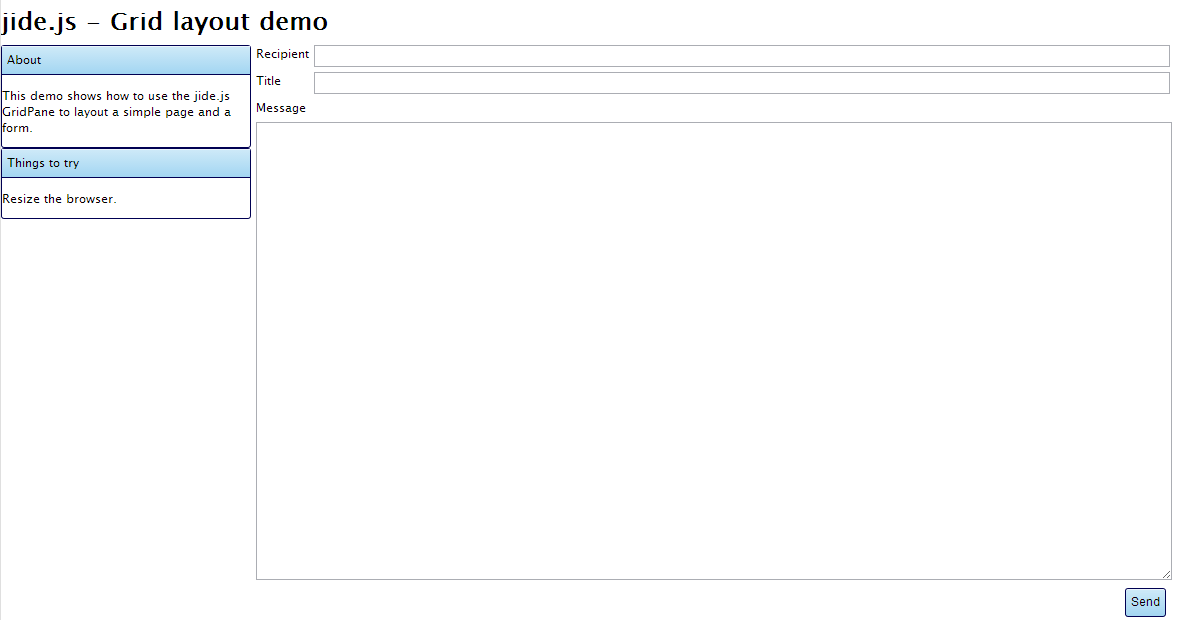 jide.js – Grid layout demo
About
This demo shows how to use the jide.js
GridPane to layout a simple page and a
form.
Things to try
Resize the browser.
Recipient
Title
Message
Send